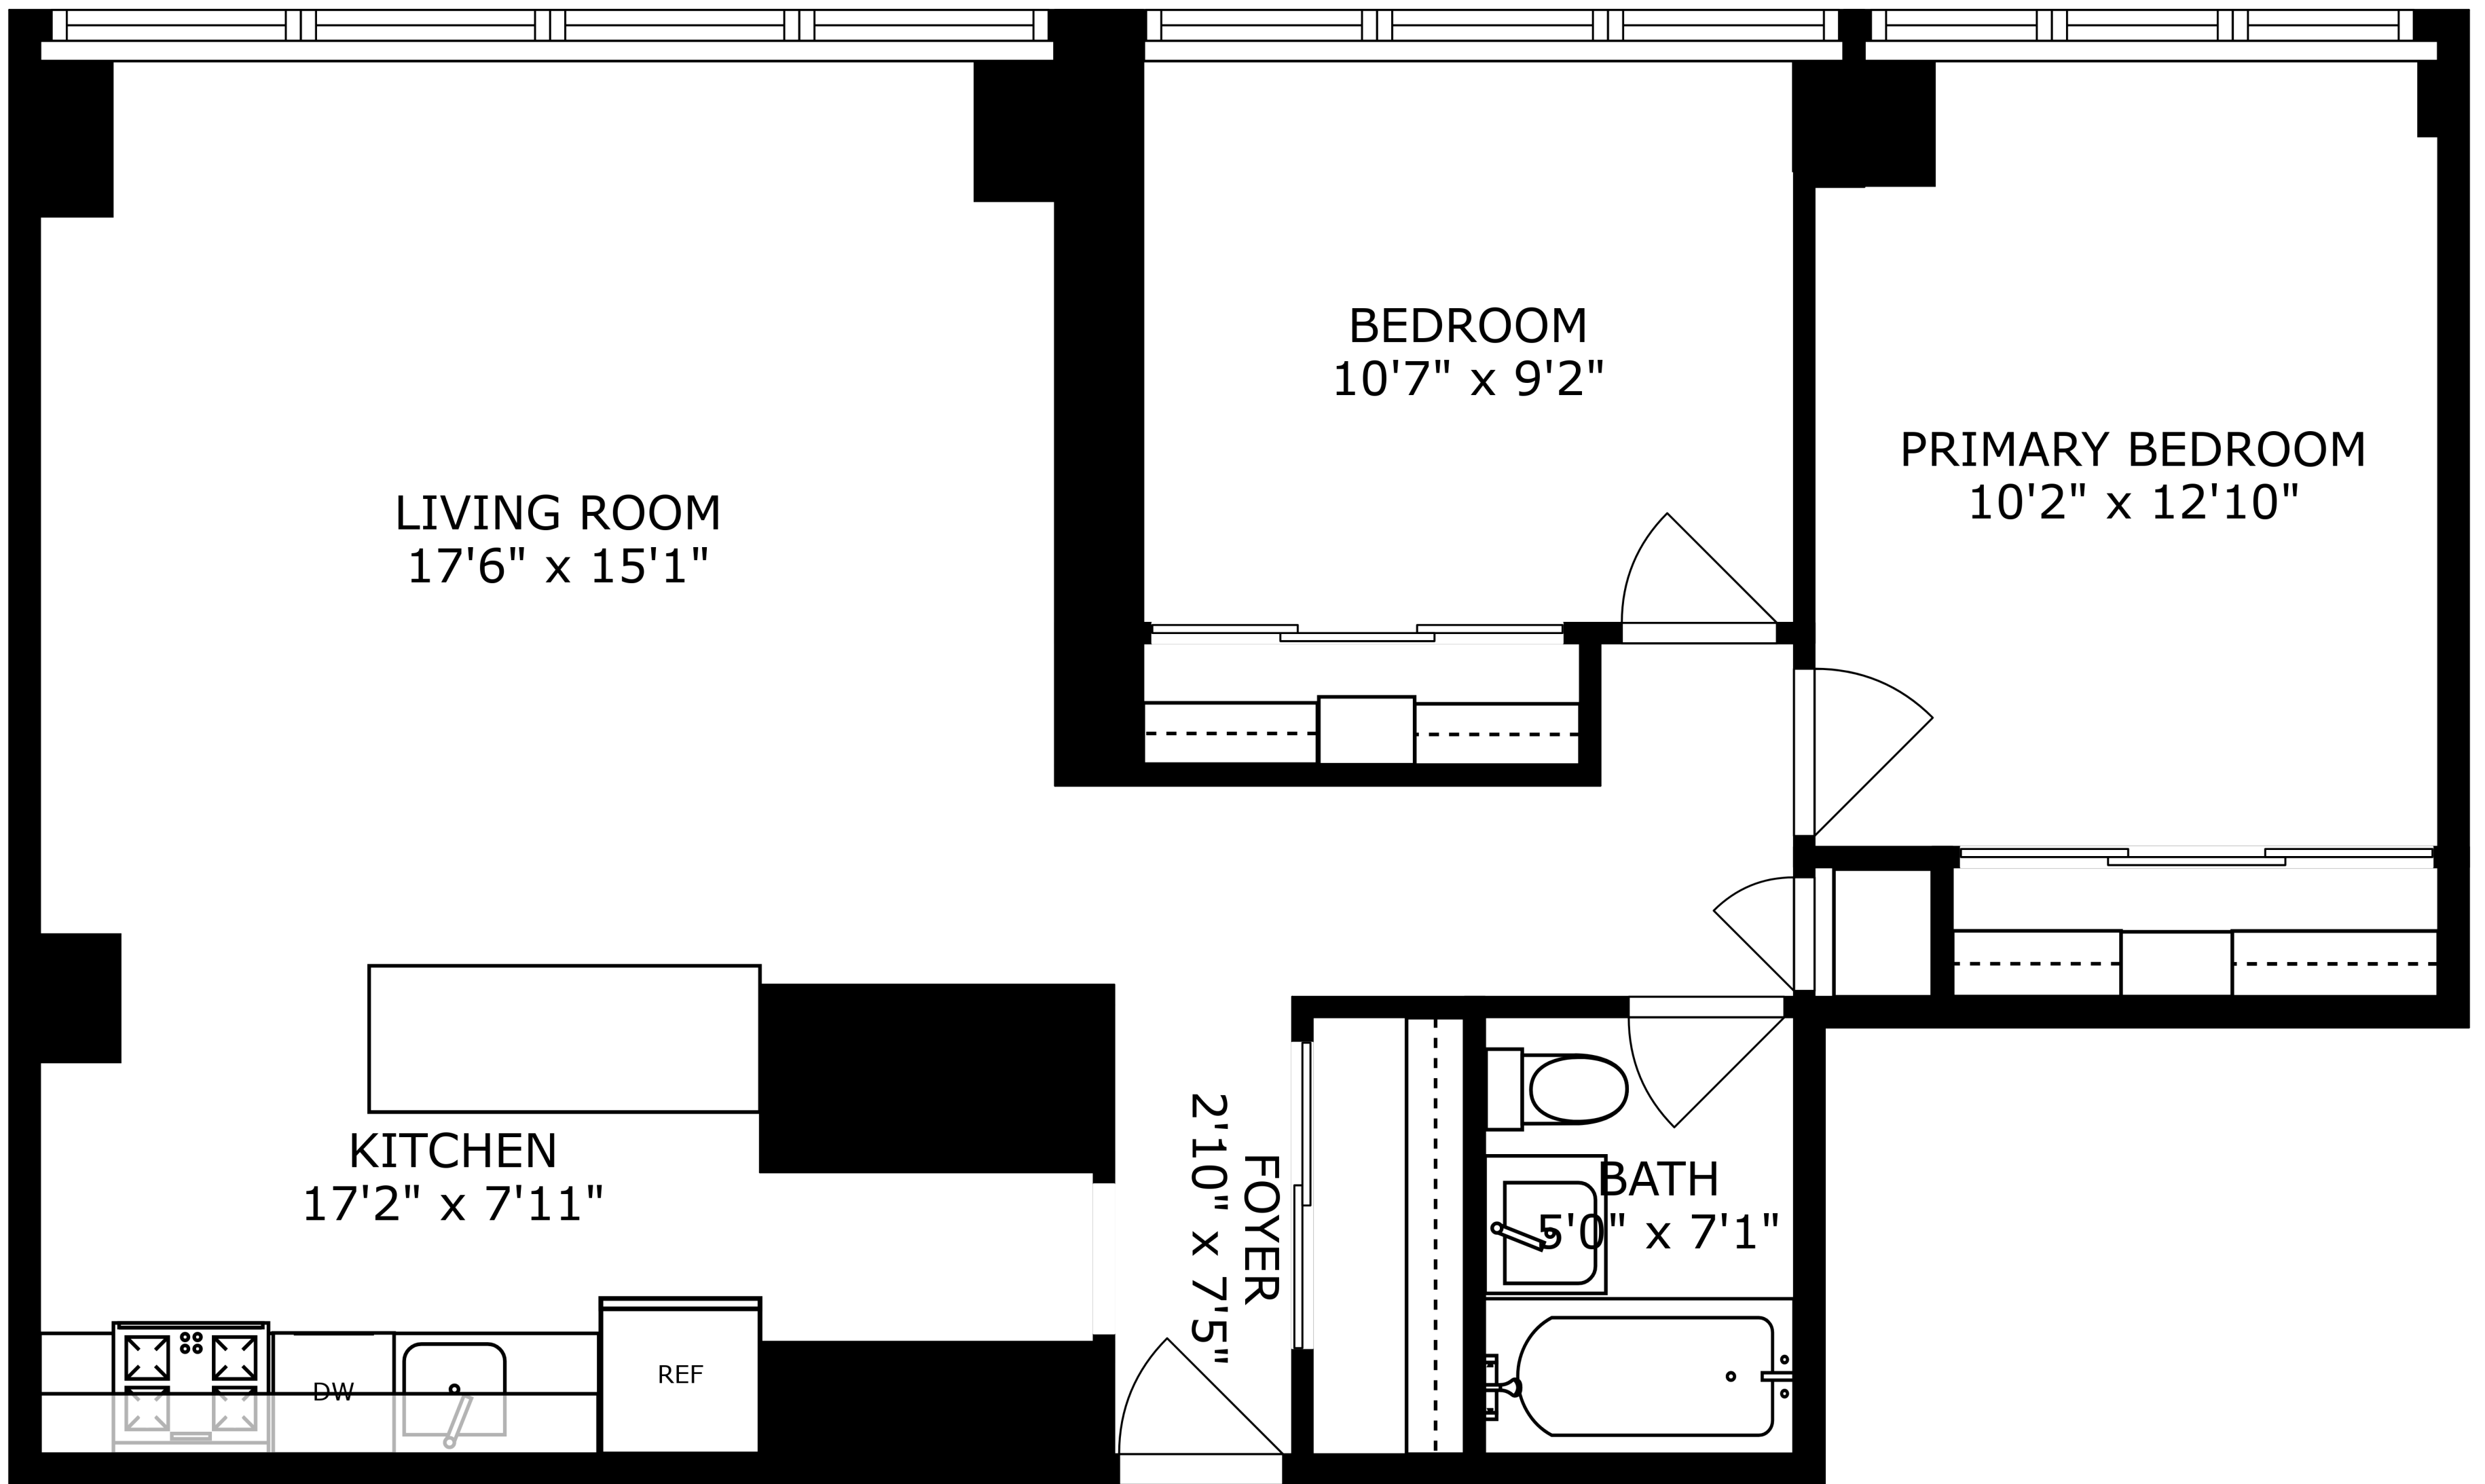 BEDROOM
10'7" x 9'2"
PRIMARY BEDROOM
10'2" x 12'10"
LIVING ROOM
17'6" x 15'1"
KITCHEN
17'2" x 7'11"
FOYER
2'10" x 7'5"
BATH
5'0" x 7'1"
DW
REF